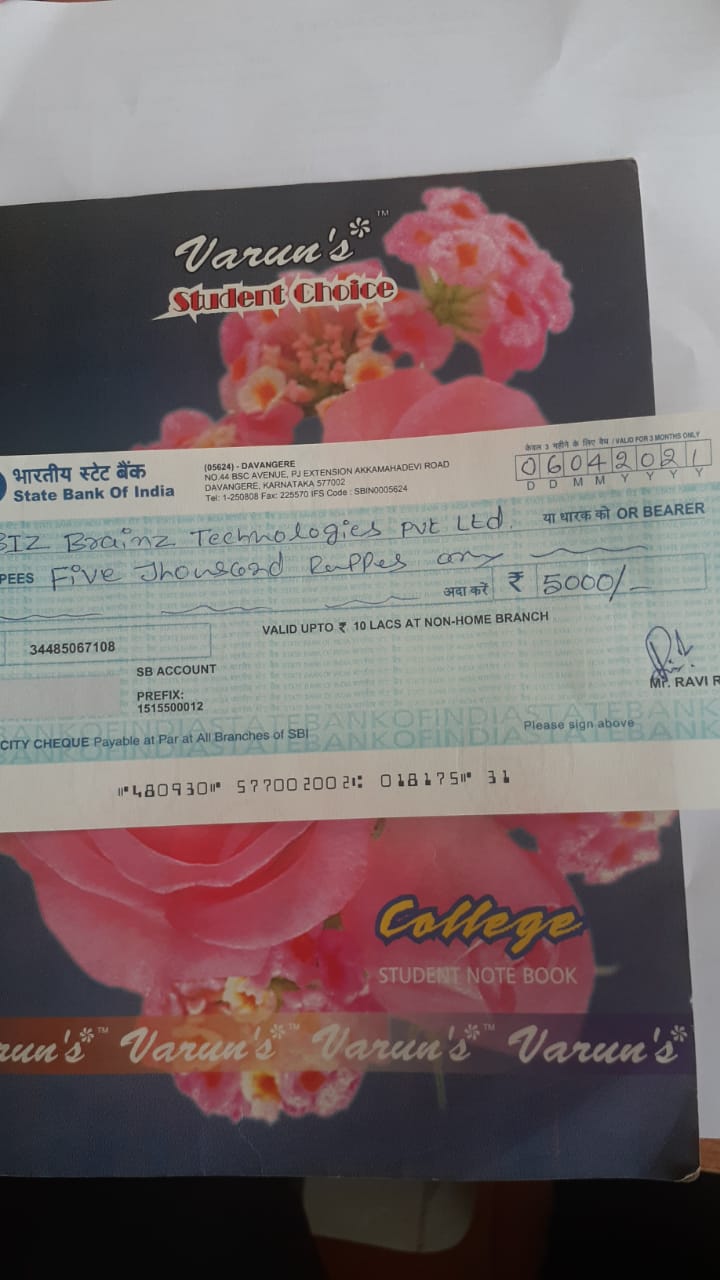 Varun's™
Student Choice
केवल 3 महीने के लिए वैध / VALID FOR 3 MONTHS ONLY
भारतीय स्टेट बैंक
State Bank Of India
(05624) - DAVANGERE
NO.44 BSC AVENUE, PJ EXTENSION AKKAMAHADEVI ROAD
DAVANGERE, KARNATAKA 577002
Tel: 1-250808 Fax: 225570 IFS Code : SBIN0005624
06042021
D D M M Y Y Y Y
BIZ Brainz Technologies Pvt Ltd. या धारक को OR BEARER
PEES Five Thousand Ruppes only
अदा करें ₹ 5000/-
34485067108
VALID UPTO ₹ 10 LACS AT NON-HOME BRANCH
SB ACCOUNT
PREFIX:
1515500012
MR. RAVI R
BANKOFINDIASTATEBANKOFINDIASTATEBANK
CITY CHEQUE Payable at Par at All Branches of SBI
Please sign above
⑈480930⑈ 577002002⑆ 018175⑈ 31
College
STUDENT NOTE BOOK
run's™ Varun's™ Varun's™ Varun's